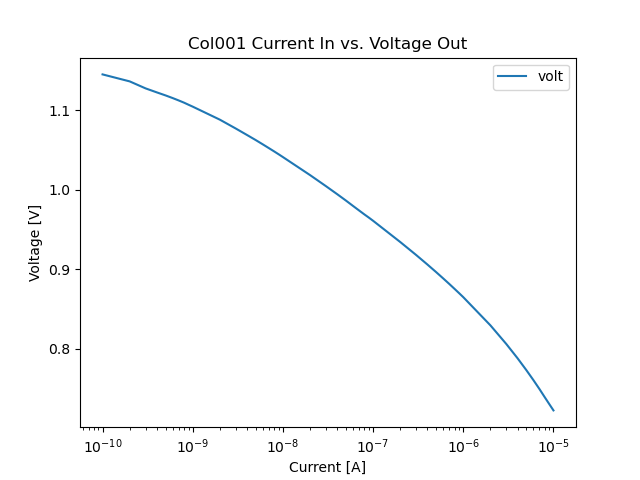 Col001 Current In vs. Voltage Out
volt
Voltage [V]
1.1
1.0
0.9
0.8
10⁻¹⁰ 10⁻⁹ 10⁻⁸ 10⁻⁷ 10⁻⁶ 10⁻⁵
Current [A]